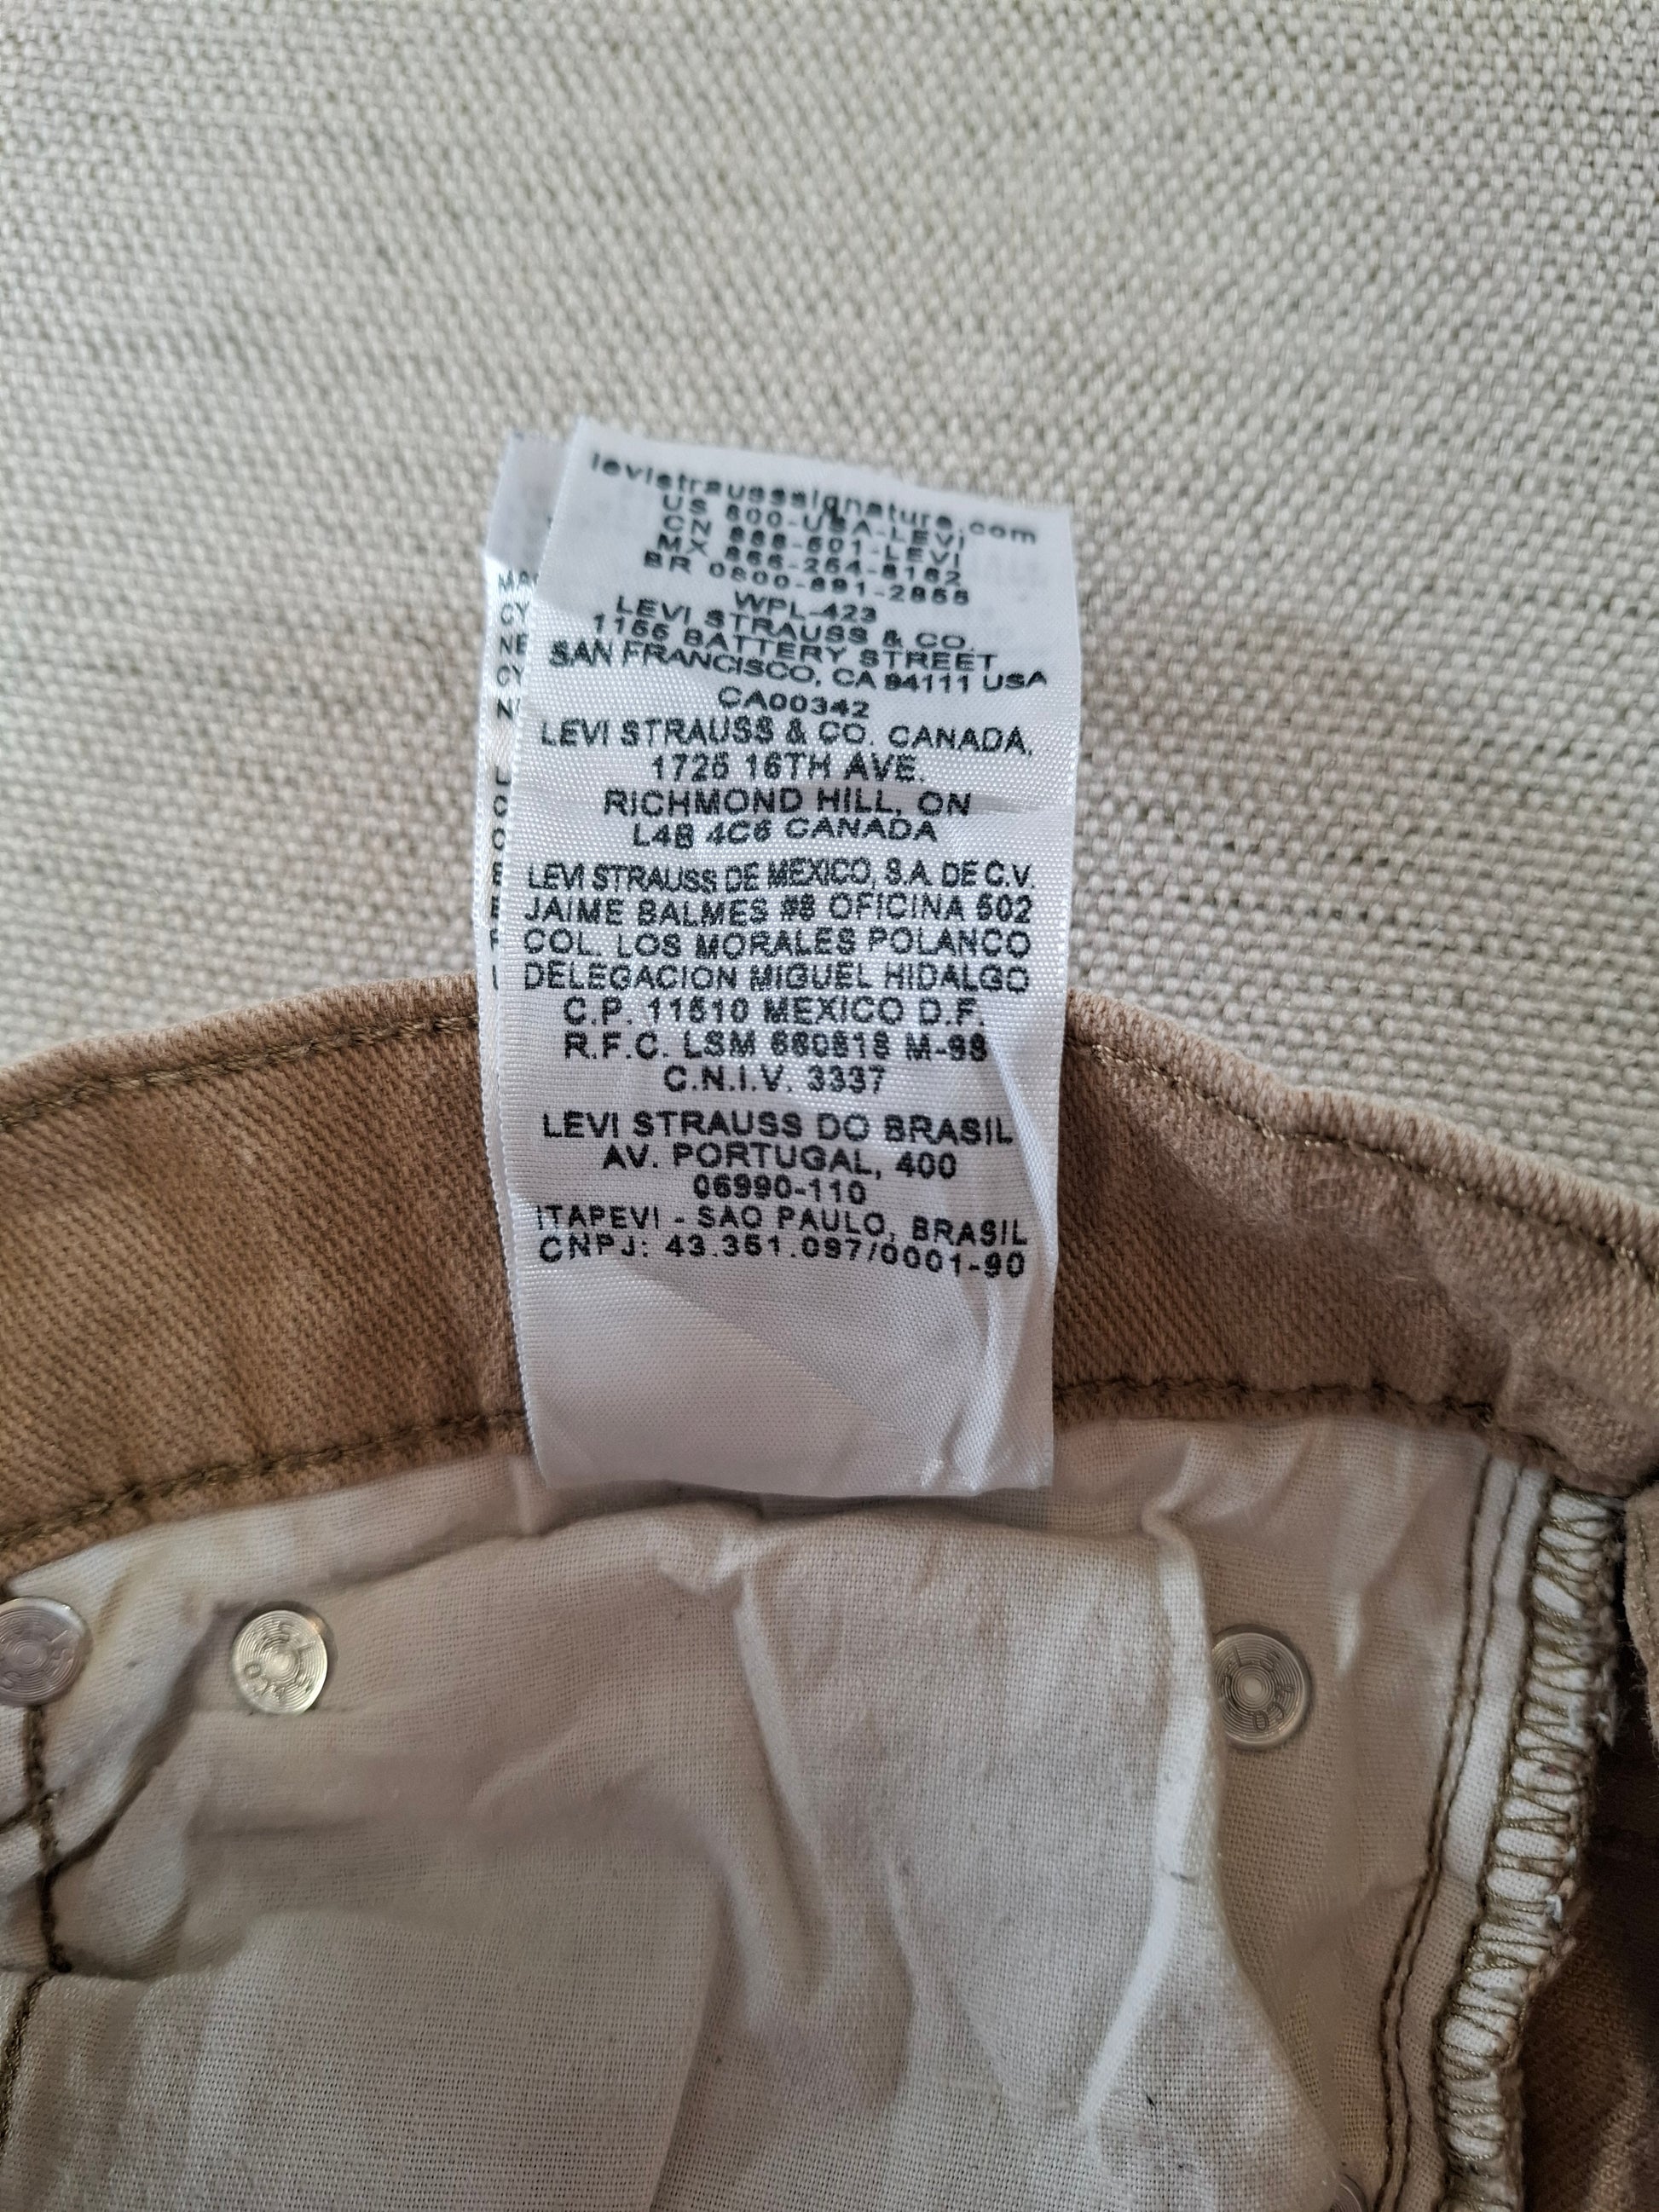 levistrausssignature.com
US 800-USA-LEVI
CN 888-501-LEVI
MX 866-254-8162
BR 0800-891-2855
WPL-423
LEVI STRAUSS & CO.
1155 BATTERY STREET
SAN FRANCISCO, CA 94111 USA
CA00342
LEVI STRAUSS & CO. CANADA,
1725 16TH AVE.
RICHMOND HILL, ON
L4B 4C6 CANADA
LEVI STRAUSS DE MEXICO, S.A. DE C.V.
JAIME BALMES #8 OFICINA 502
COL. LOS MORALES POLANCO
DELEGACION MIGUEL HIDALGO
C.P. 11510 MEXICO D.F.
R.F.C. LSM 660818 M-98
C.N.I.V. 3337
LEVI STRAUSS DO BRASIL
AV. PORTUGAL, 400
06990-110
ITAPEVI - SAO PAULO, BRASIL
CNPJ: 43.351.097/0001-90